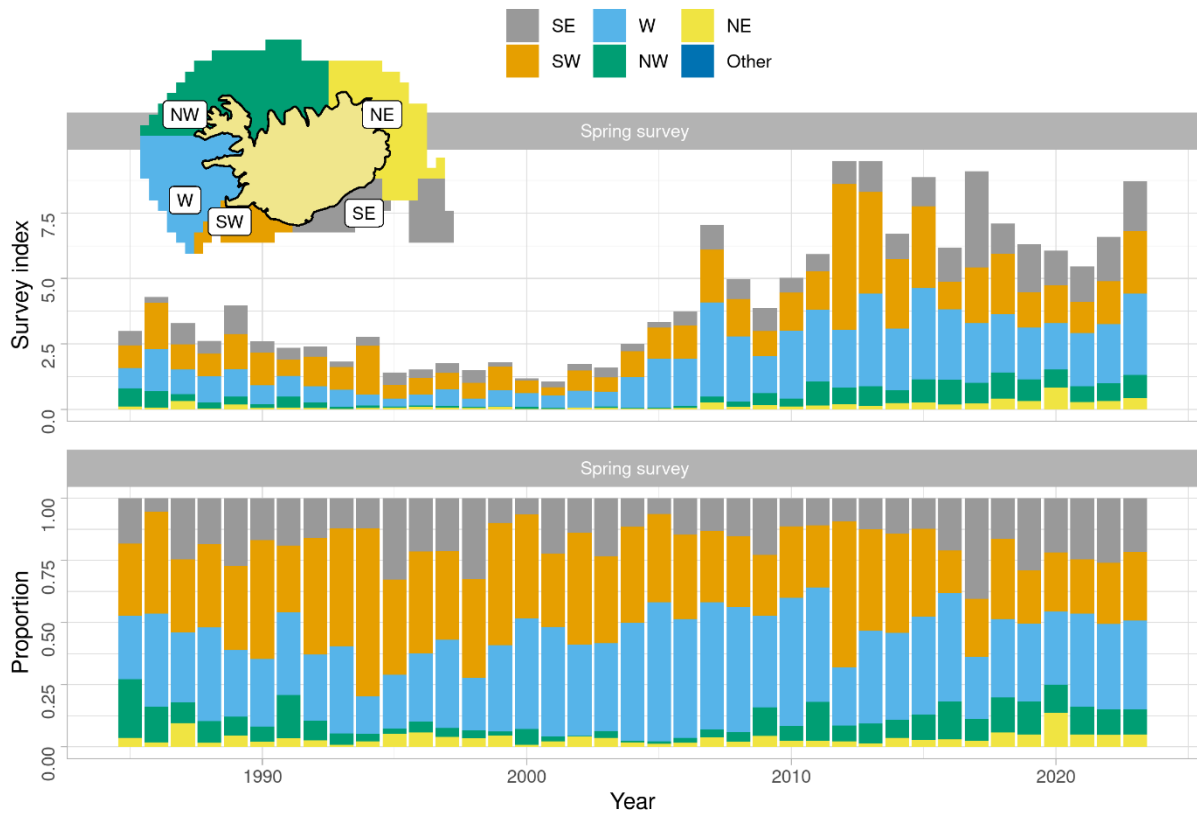 SE W NE
SW NW Other
Spring survey
NW
NE
W
SW
SE
Survey index
7.5
5.0
2.5
0.0
Spring survey
Proportion
1.00
0.75
0.50
0.25
0.00
1990 2000 2010 2020
Year